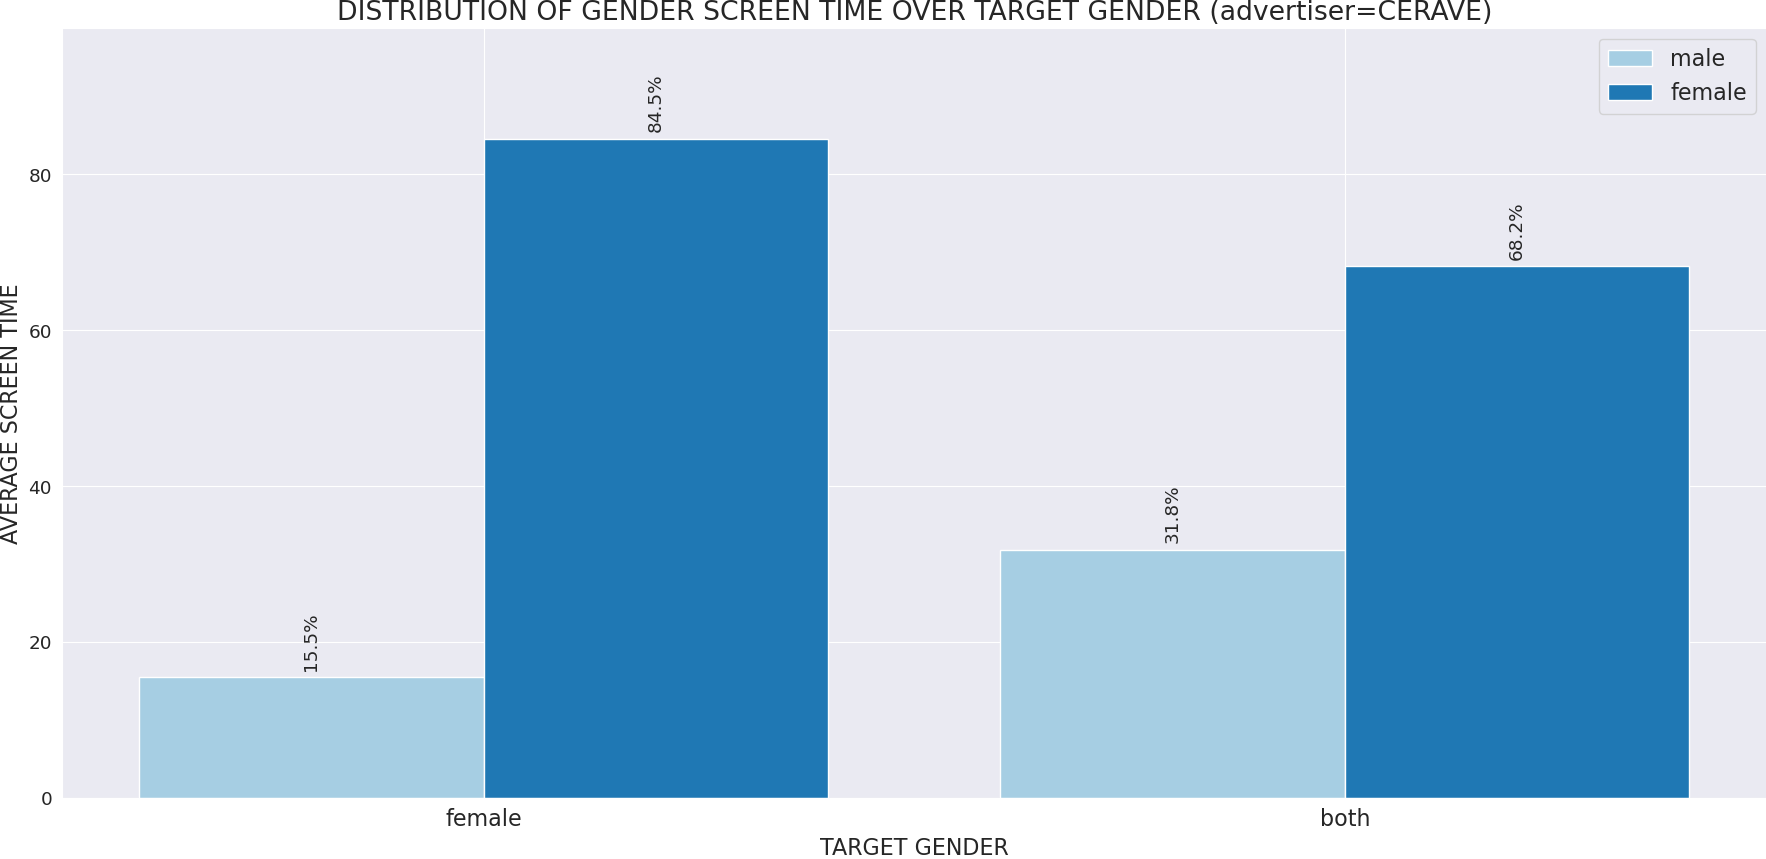 DISTRIBUTION OF GENDER SCREEN TIME OVER TARGET GENDER (advertiser=CERAVE)
male
female
84.5%
68.2%
31.8%
15.5%
80
60
40
20
0
AVERAGE SCREEN TIME
female
both
TARGET GENDER